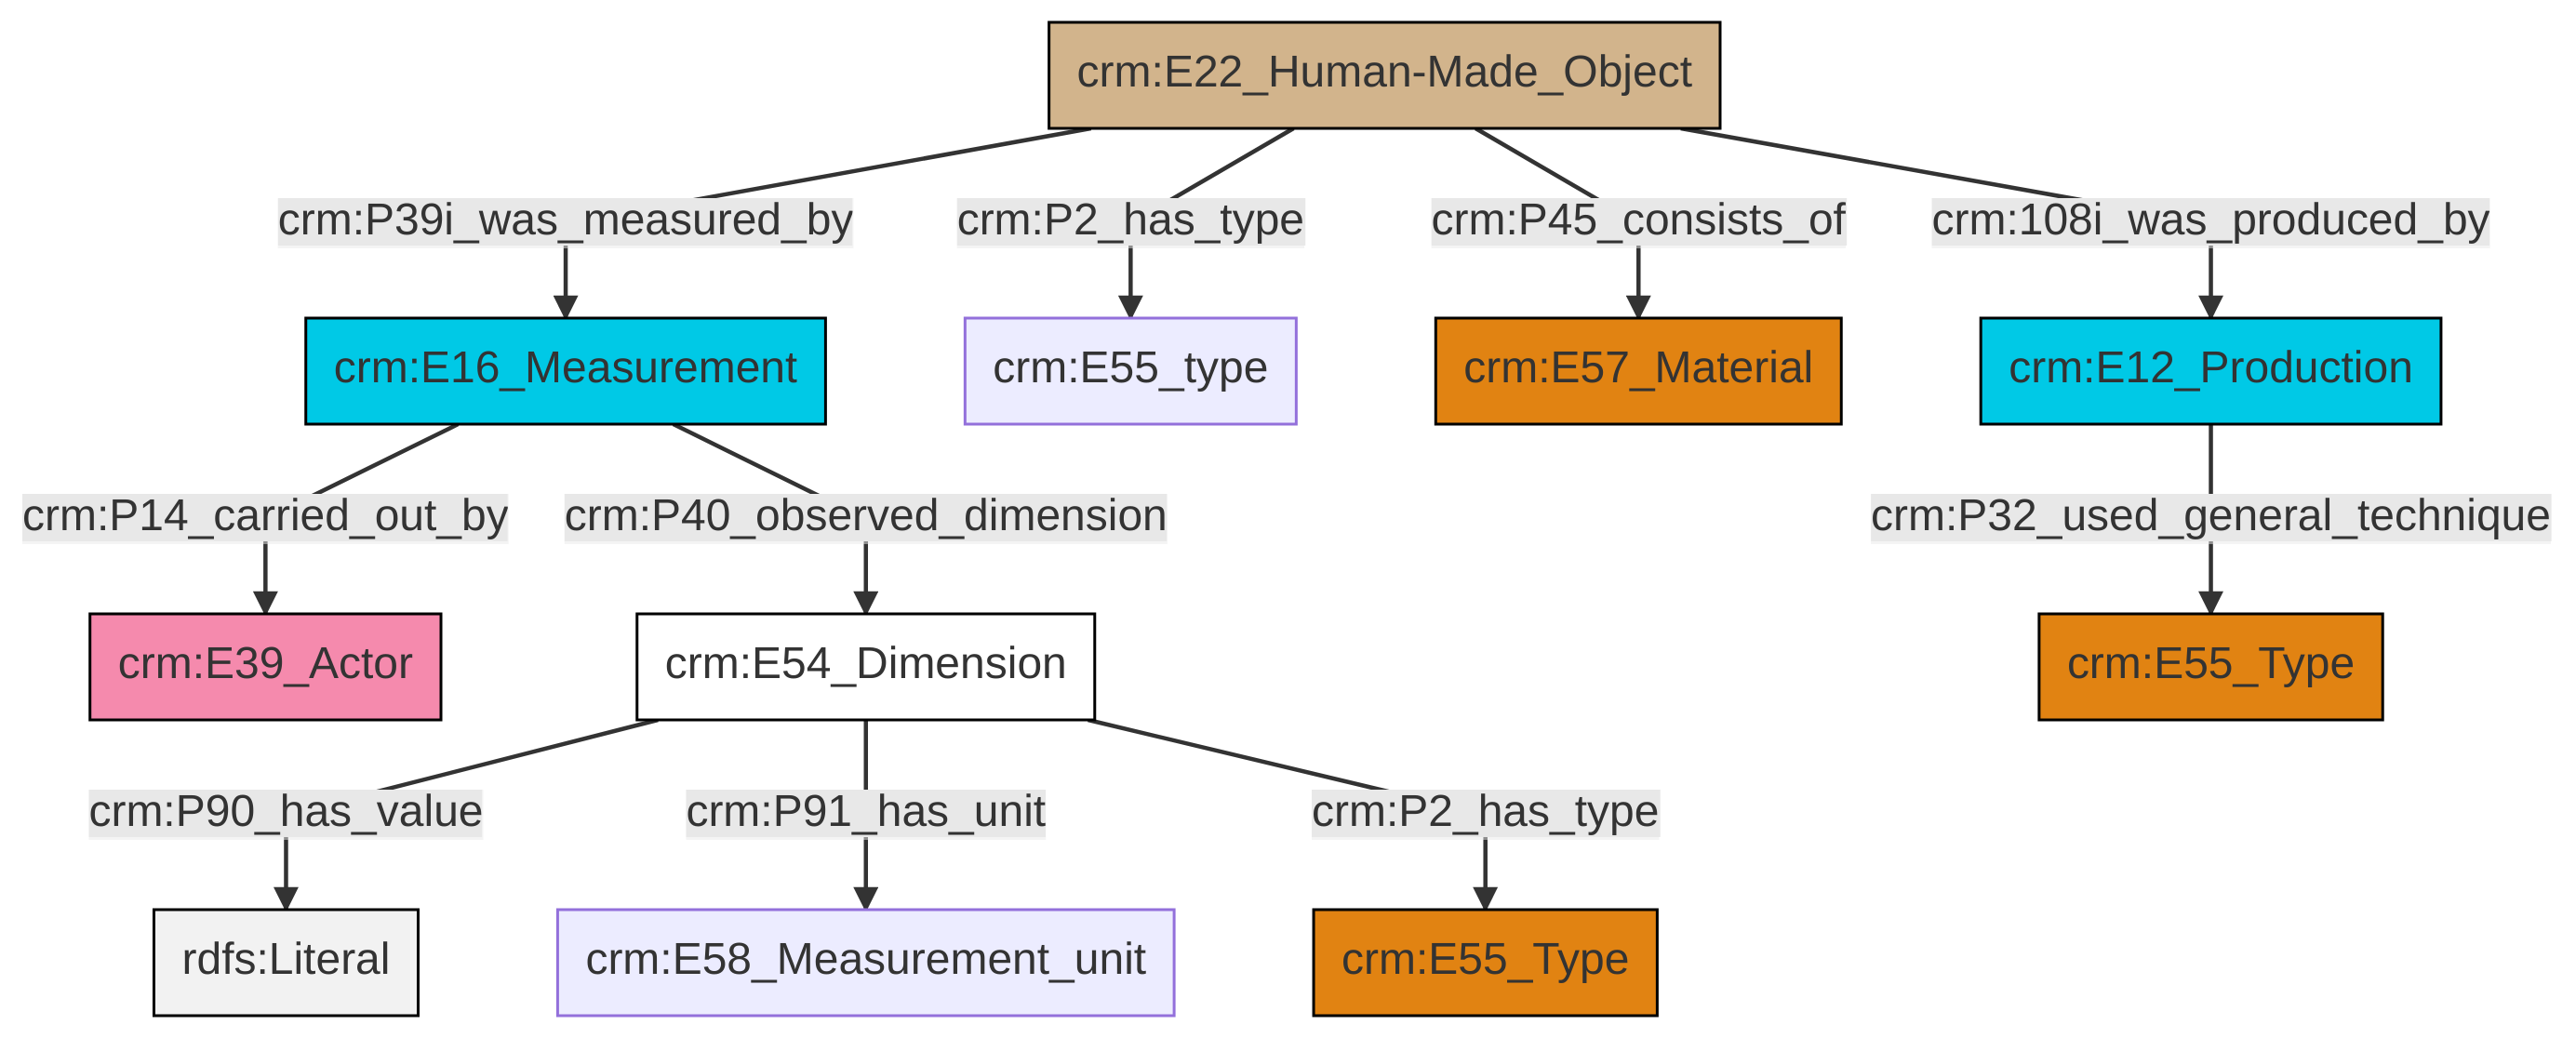 crm:E22_Human-Made_Object
crm:P39i_was_measured_by
crm:P2_has_type
crm:P45_consists_of
crm:108i_was_produced_by
crm:E16_Measurement
crm:E55_type
crm:E57_Material
crm:E12_Production
crm:P14_carried_out_by
crm:P40_observed_dimension
crm:P32_used_general_technique
crm:E39_Actor
crm:E54_Dimension
crm:E55_Type
crm:P90_has_value
crm:P91_has_unit
crm:P2_has_type
rdfs:Literal
crm:E58_Measurement_unit
crm:E55_Type